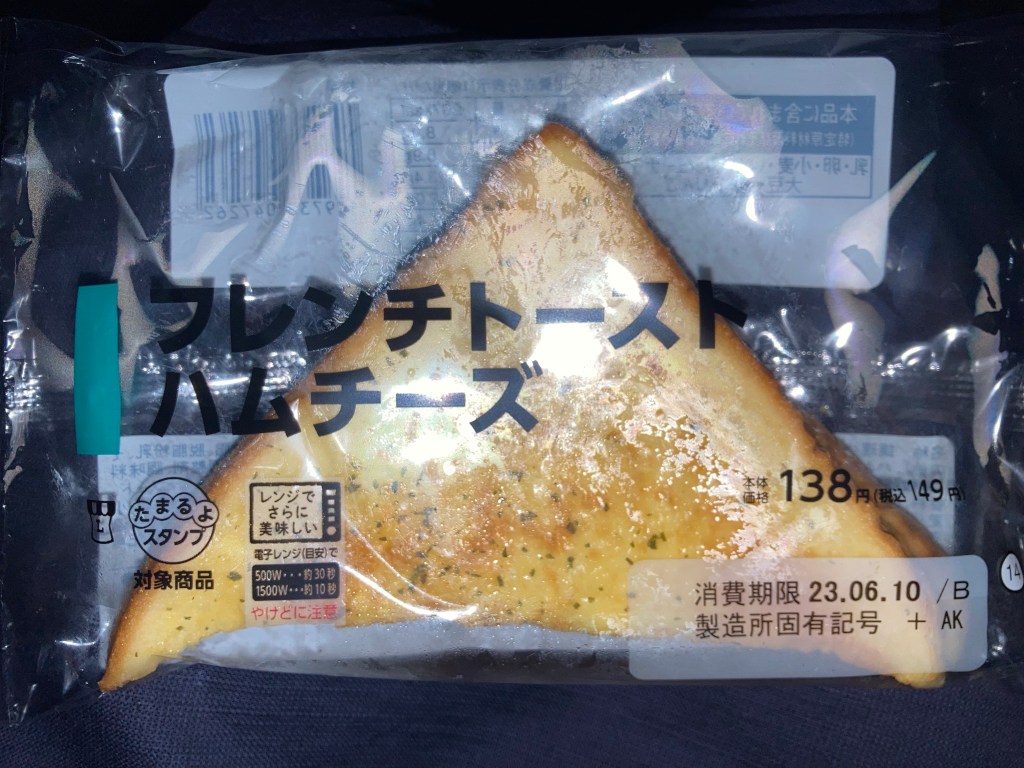 本品に含ま
乳・卵・小麦
フレンチトースト
ハムチーズ
本体価格 138円(税込149円)
たまるよ
スタンプ
対象商品
レンジで
さらに
美味しい
電子レンジ(目安)で
500W・・・約30秒
1500W・・・約10秒
やけどに注意
消費期限 23.06.10 /B
製造所固有記号 + AK
14